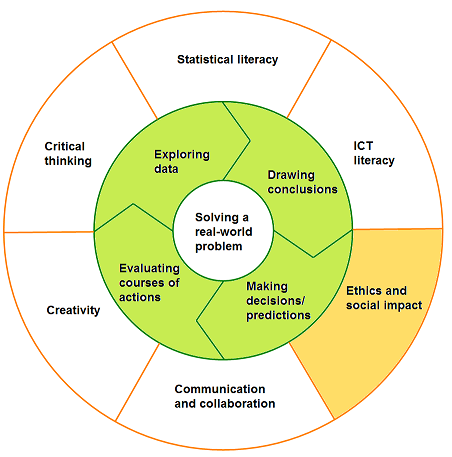 Statistical literacy
Critical
thinking
ICT
literacy
Exploring
data
Drawing
conclusions
Solving a
real-world
problem
Evaluating
courses of
actions
Making
decisions/
predictions
Ethics and
social impact
Creativity
Communication
and collaboration